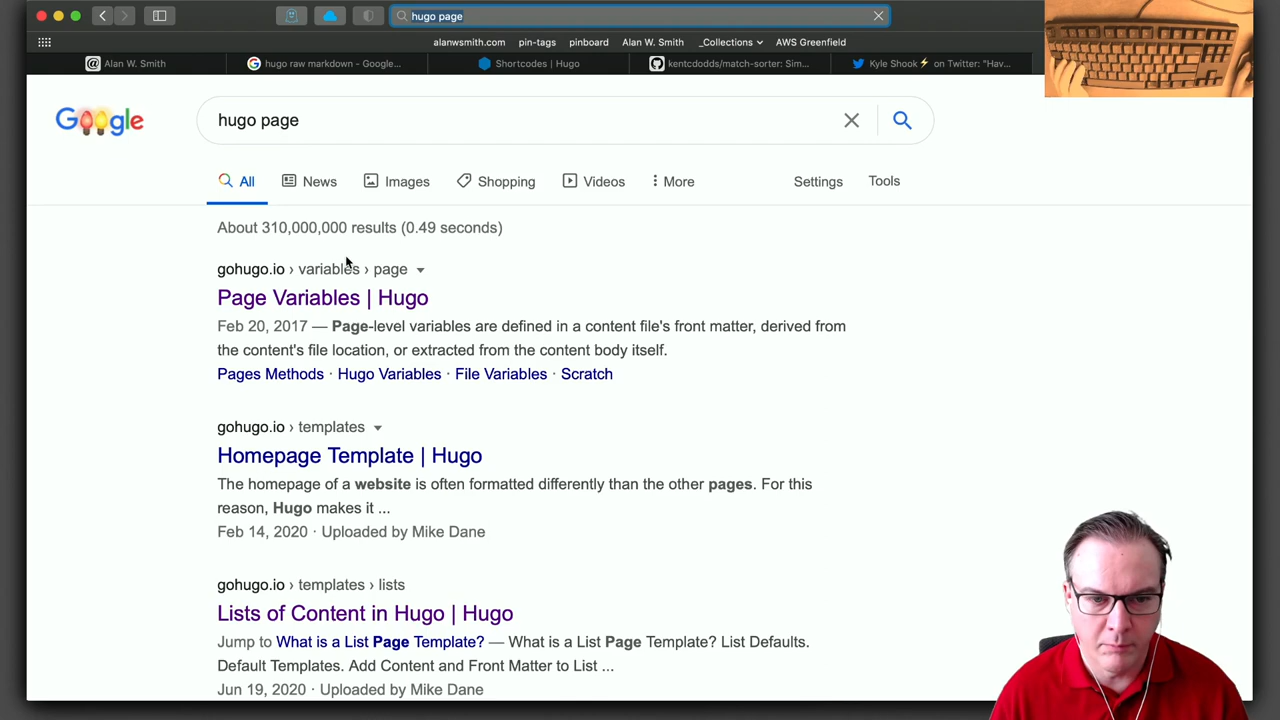 hugo page
alanwsmith.com pin-tags pinboard Alan W. Smith _Collections AWS Greenfield
Alan W. Smith hugo raw markdown - Google... Shortcodes | Hugo kentcdodds/match-sorter: Sim... Kyle Shook⚡ on Twitter: "Hav...
Google
hugo page
All News Images Shopping Videos More Settings Tools
About 310,000,000 results (0.49 seconds)
gohugo.io › variables › page
Page Variables | Hugo
Feb 20, 2017 — Page-level variables are defined in a content file's front matter, derived from
the content's file location, or extracted from the content body itself.
Pages Methods · Hugo Variables · File Variables · Scratch
gohugo.io › templates
Homepage Template | Hugo
The homepage of a website is often formatted differently than the other pages. For this
reason, Hugo makes it ...
Feb 14, 2020 · Uploaded by Mike Dane
gohugo.io › templates › lists
Lists of Content in Hugo | Hugo
Jump to What is a List Page Template? — What is a List Page Template? List Defaults.
Default Templates. Add Content and Front Matter to List ...
Jun 19, 2020 · Uploaded by Mike Dane